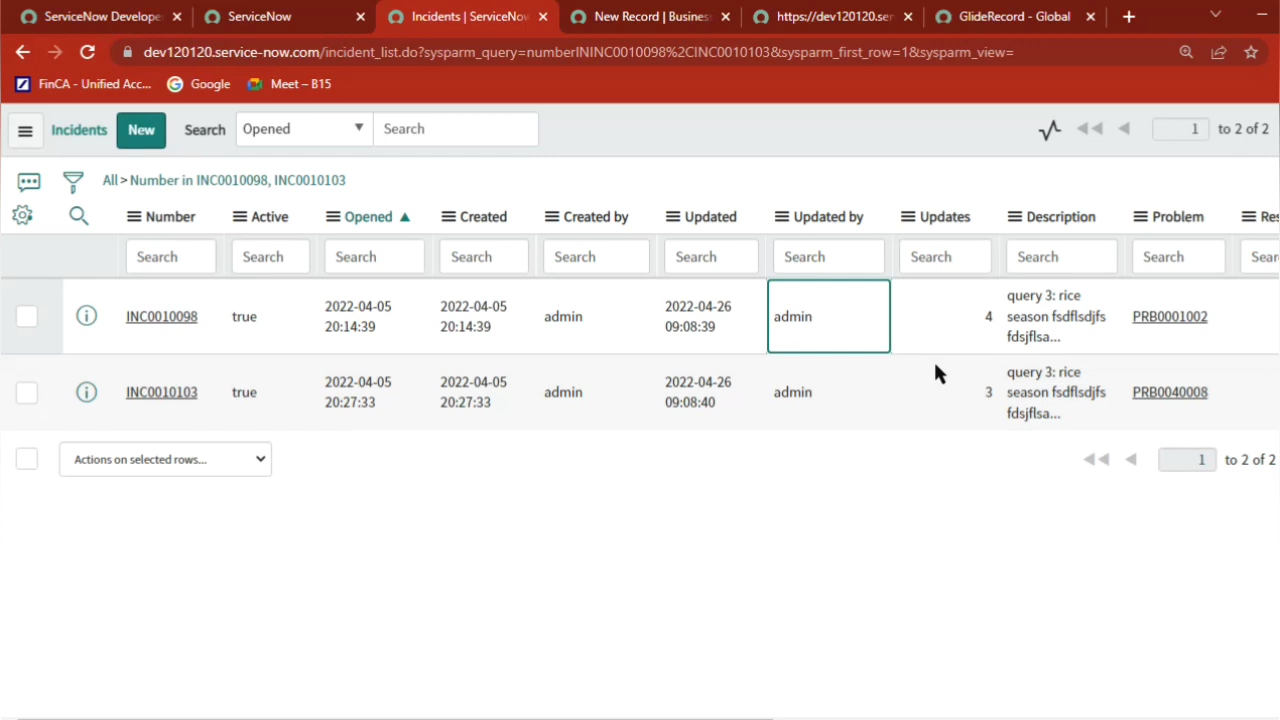 ServiceNow Develope
ServiceNow
Incidents | ServiceNow
New Record | Business
https://dev120120.ser
GlideRecord - Global
dev120120.service-now.com/incident_list.do?sysparm_query=numberININC0010098%2CINC0010103&sysparm_first_row=1&sysparm_view=
FinCA - Unified Acc...
Google
Meet – B15
Incidents
New
Search
Opened
Search
1 to 2 of 2
All > Number in INC0010098, INC0010103
Number Active Opened Created Created by Updated Updated by Updates Description Problem Res
Search Search Search Search Search Search Search Search Search Search Sear
INC0010098 true 2022-04-05 20:14:39 2022-04-05 20:14:39 admin 2022-04-26 09:08:39 admin 4 query 3: rice season fsdflsdjfs fdsjflsa... PRB0001002
INC0010103 true 2022-04-05 20:27:33 2022-04-05 20:27:33 admin 2022-04-26 09:08:40 admin 3 query 3: rice season fsdflsdjfs fdsjflsa... PRB0040008
Actions on selected rows...
1 to 2 of 2